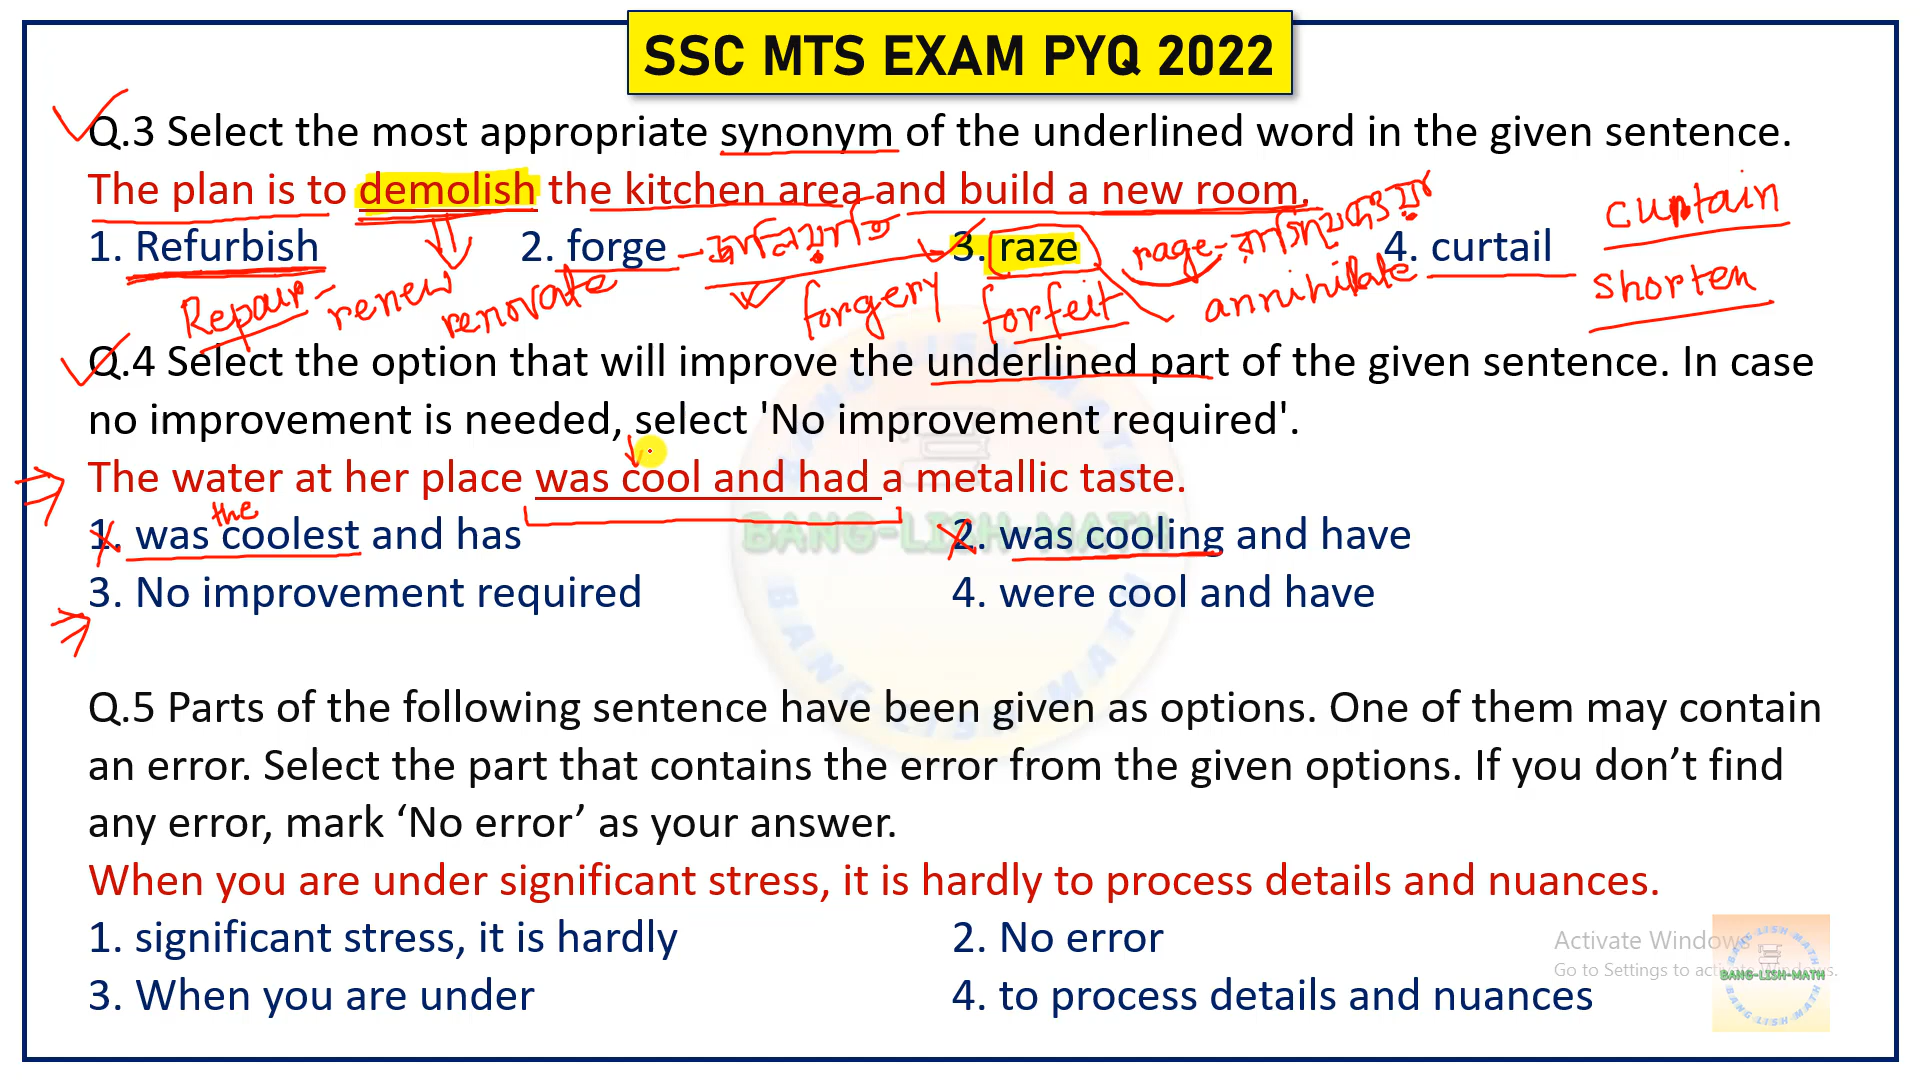 SSC MTS EXAM PYQ 2022
Q.3 Select the most appropriate synonym of the underlined word in the given sentence.
The plan is to demolish the kitchen area and build a new room.
1. Refurbish 2. forge 3. raze rage- 4. curtail curtain
Repair - renew renovate forgery forfeit annihilate shorten
Q.4 Select the option that will improve the underlined part of the given sentence. In case
no improvement is needed, select 'No improvement required'.
The water at her place was cool and had a metallic taste.
the
1. was coolest and has 2. was cooling and have
3. No improvement required 4. were cool and have
Q.5 Parts of the following sentence have been given as options. One of them may contain
an error. Select the part that contains the error from the given options. If you don’t find
any error, mark ‘No error’ as your answer.
When you are under significant stress, it is hardly to process details and nuances.
1. significant stress, it is hardly 2. No error
3. When you are under 4. to process details and nuances
Activate Windows
Go to Settings to activate Windows.
BANG-LISH-MATH
BANG-LISH-MATH
BANG LISH MATH
BANG LISH MATH